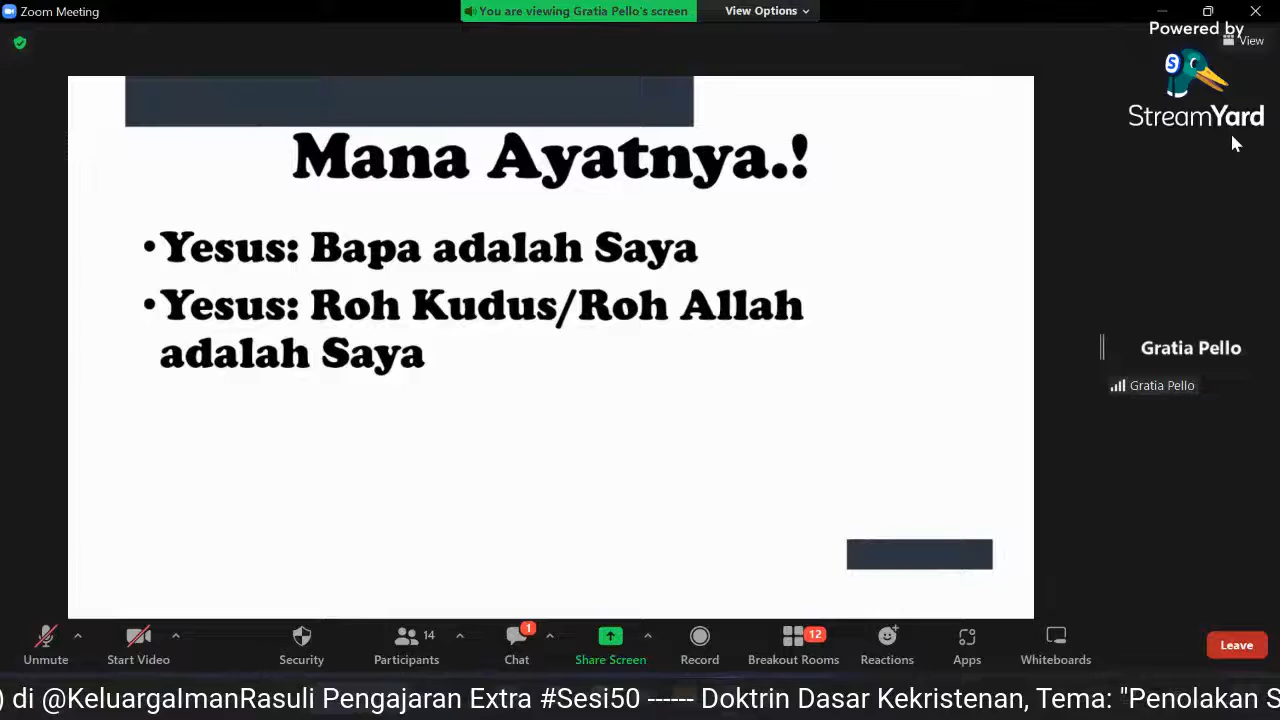 Zoom Meeting
You are viewing Gratia Pello's screen
View Options
Powered by
View
StreamYard
Mana Ayatnya.!
•Yesus: Bapa adalah Saya
•Yesus: Roh Kudus/Roh Allah
adalah Saya
Gratia Pello
Gratia Pello
14
1
12
Unmute
Start Video
Security
Participants
Chat
Share Screen
Record
Breakout Rooms
Reactions
Apps
Whiteboards
Leave
) di @KeluargaImanRasuli Pengajaran Extra #Sesi50 ------ Doktrin Dasar Kekristenan, Tema: "Penolakan S